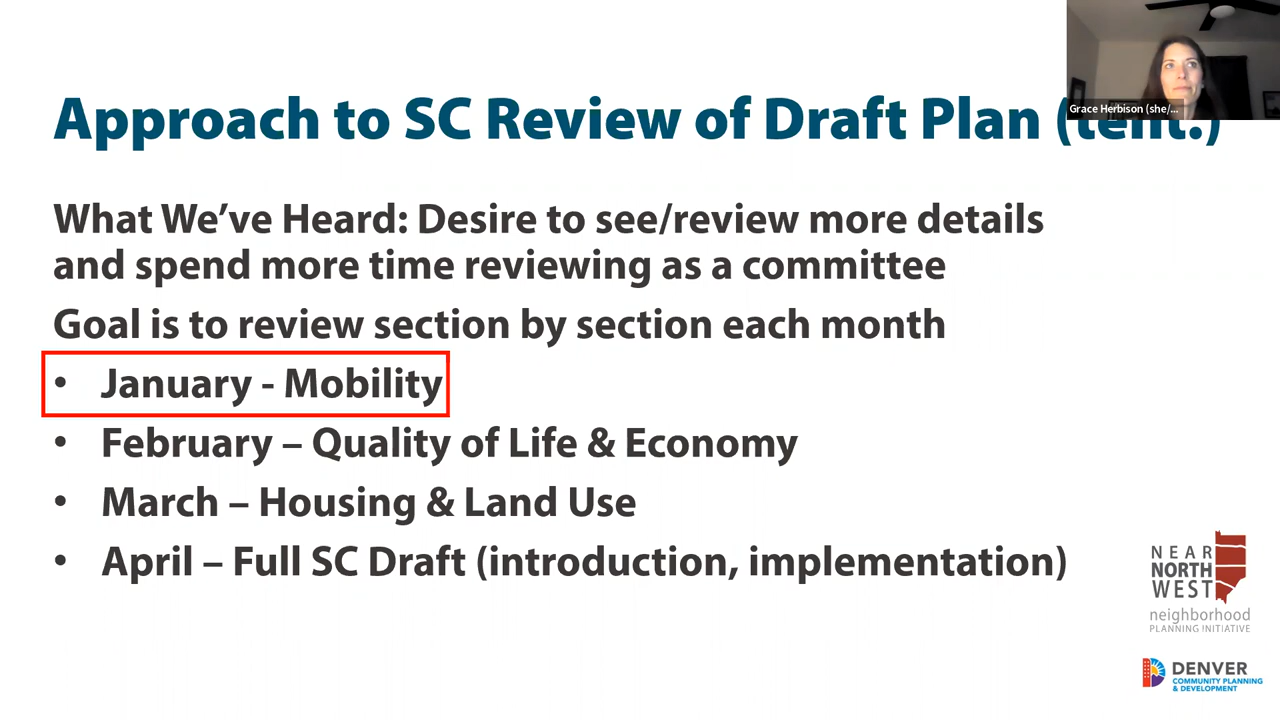 Grace Herbison (she/...
Approach to SC Review of Draft Plan (tent.)
What We've Heard: Desire to see/review more details
and spend more time reviewing as a committee
Goal is to review section by section each month
• January - Mobility
• February – Quality of Life & Economy
• March – Housing & Land Use
• April – Full SC Draft (introduction, implementation)
NEAR
NORTH
WEST
neighborhood
PLANNING INITIATIVE
DENVER
COMMUNITY PLANNING
& DEVELOPMENT